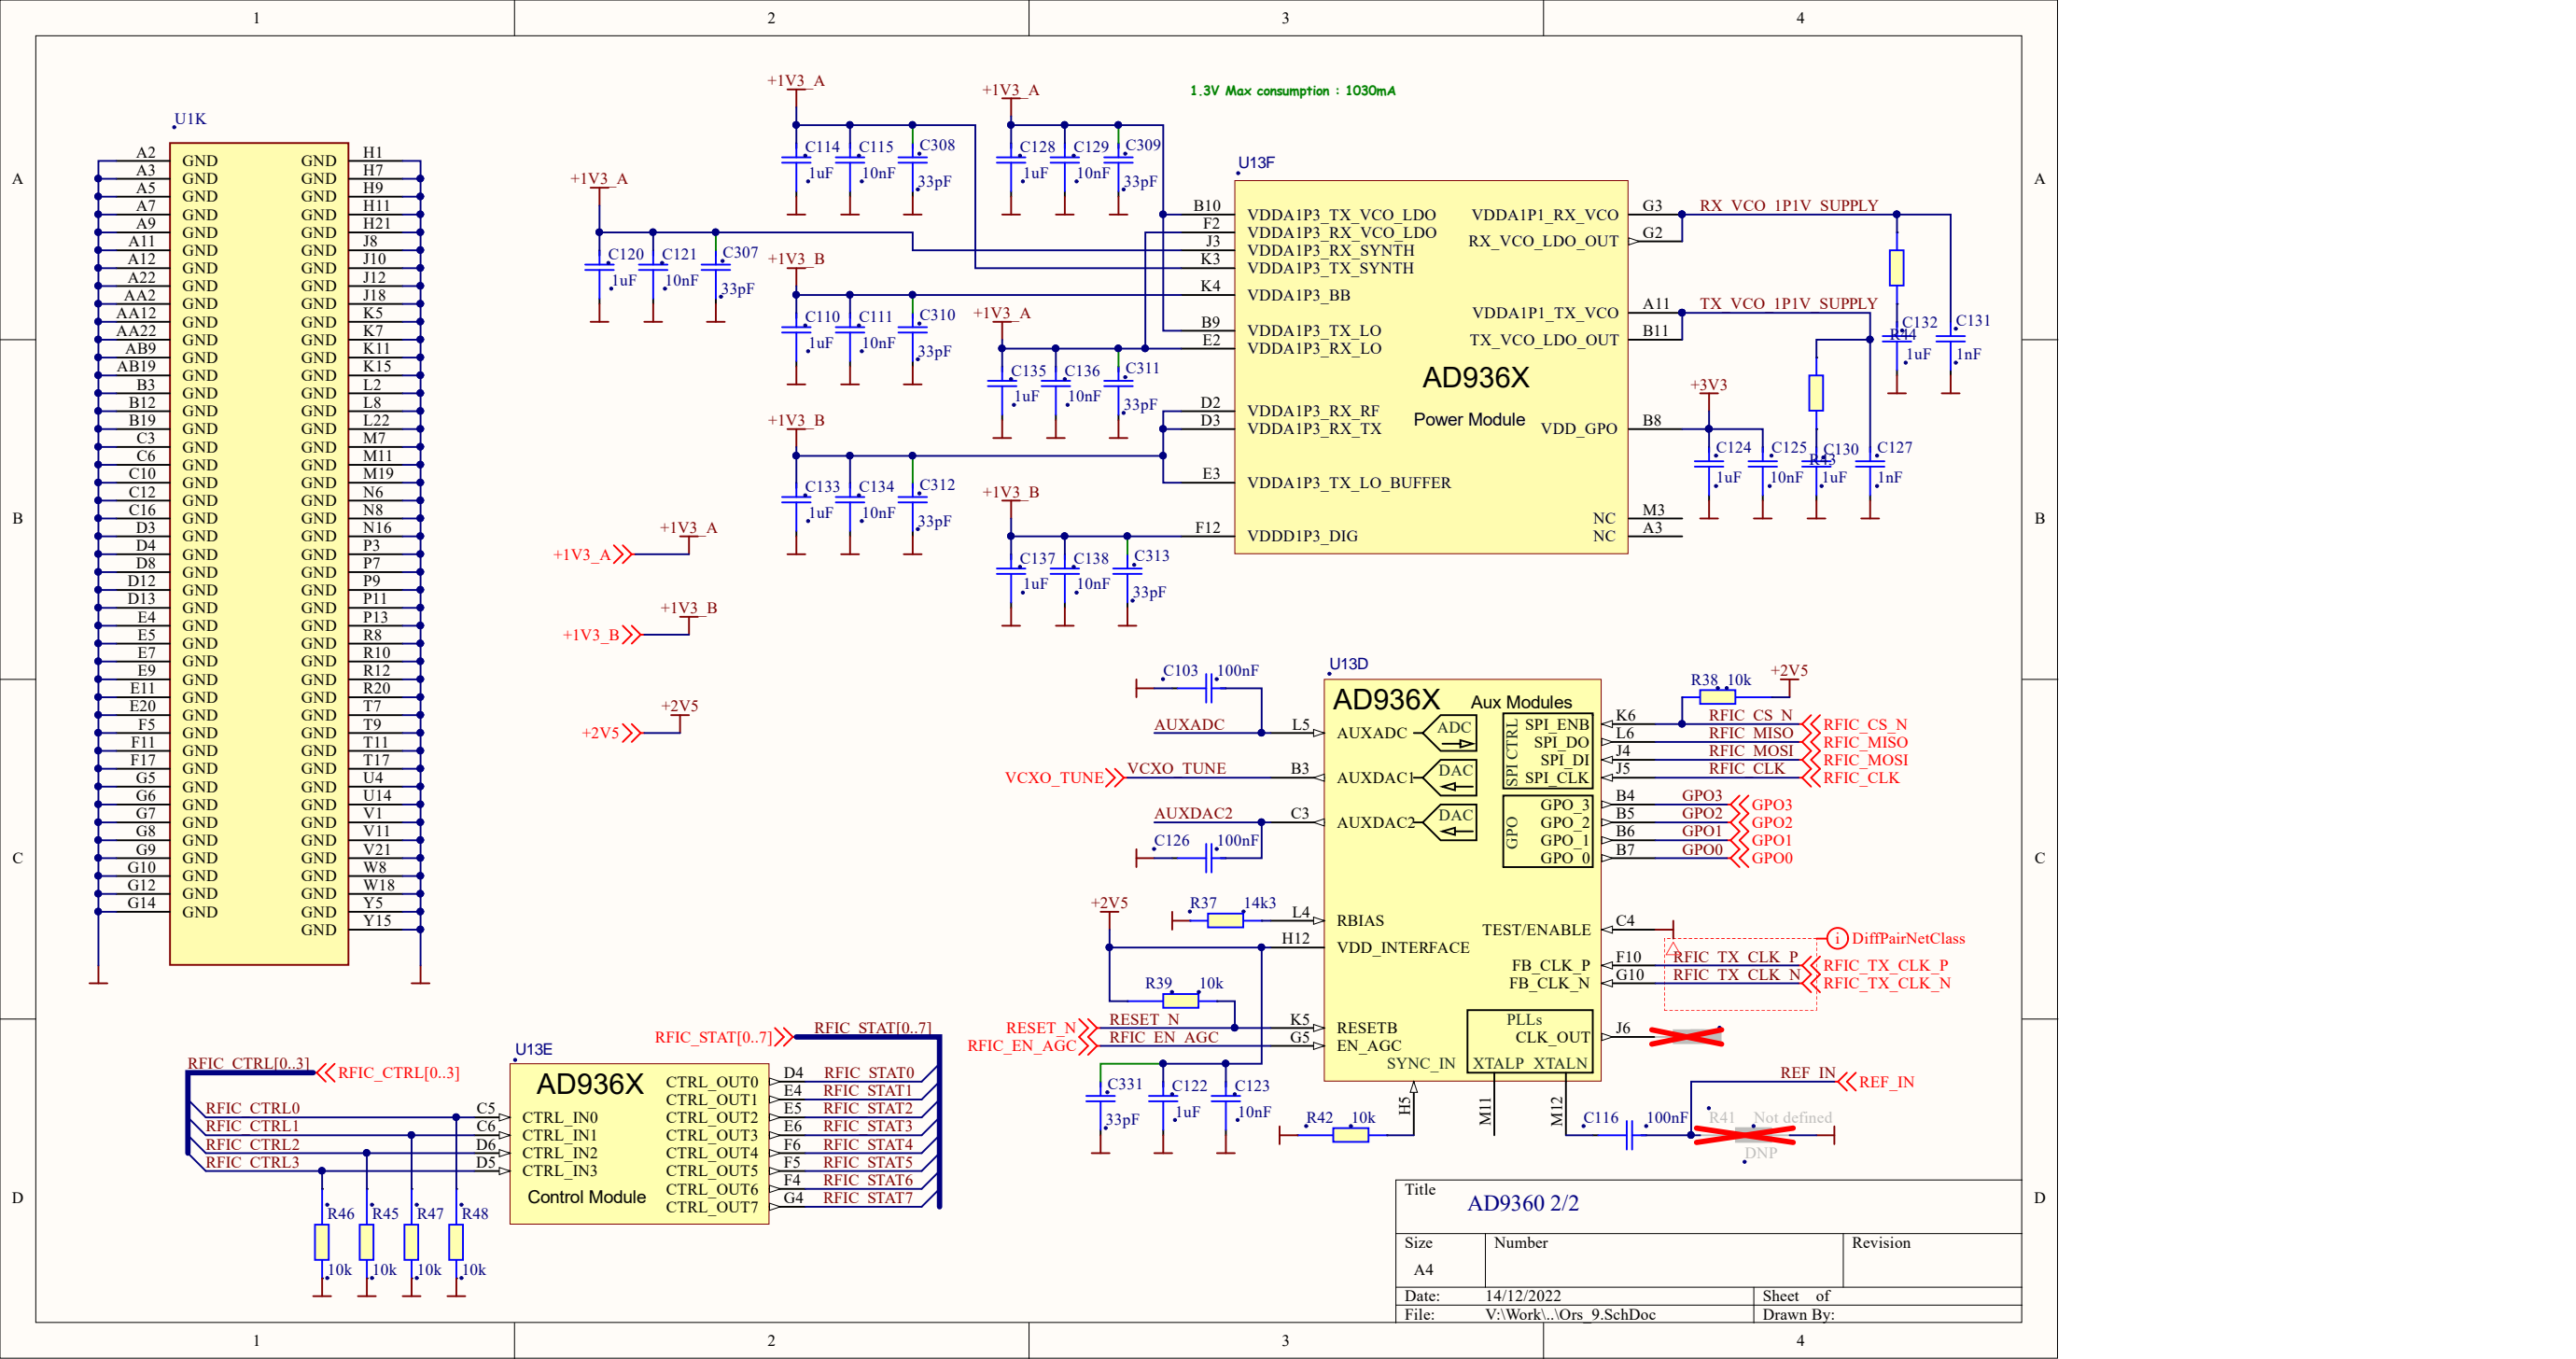 1 2 3 4
A
B
C
D
A
B
C
D
1 2 3 4
U1K
A2 GND GND H1
A3 GND GND H7
A5 GND GND H9
A7 GND GND H11
A9 GND GND H21
A11 GND GND J8
A12 GND GND J10
A22 GND GND J12
AA2 GND GND J18
AA12 GND GND K5
AA22 GND GND K7
AB9 GND GND K11
AB19 GND GND K15
B3 GND GND L2
B12 GND GND L8
B19 GND GND L22
C3 GND GND M7
C6 GND GND M11
C10 GND GND M19
C12 GND GND N6
C16 GND GND N8
D3 GND GND N16
D4 GND GND P3
D8 GND GND P7
D12 GND GND P9
D13 GND GND P11
E4 GND GND P13
E5 GND GND R8
E7 GND GND R10
E9 GND GND R12
E11 GND GND R20
E20 GND GND T7
F5 GND GND T9
F11 GND GND T11
F17 GND GND T17
G5 GND GND U4
G6 GND GND U14
G7 GND GND V1
G8 GND GND V11
G9 GND GND V21
G10 GND GND W8
G12 GND GND W18
G14 GND GND Y5
GND Y15
+1V3_A
C120 C121 C307
1uF 10nF 33pF
+1V3_A
C114 C115 C308
1uF 10nF 33pF
+1V3_A
C128 C129 C309
1uF 10nF 33pF
1.3V Max consumption : 1030mA
+1V3_B
C110 C111 C310
1uF 10nF 33pF
+1V3_A
C135 C136 C311
1uF 10nF 33pF
+1V3_B
C133 C134 C312
1uF 10nF 33pF
+1V3_B
C137 C138 C313
1uF 10nF 33pF
+1V3_A +1V3_A
+1V3_B +1V3_B
+2V5 +2V5
U13F
B10 VDDA1P3_TX_VCO_LDO
F2 VDDA1P3_RX_VCO_LDO
J3 VDDA1P3_RX_SYNTH
K3 VDDA1P3_TX_SYNTH
K4 VDDA1P3_BB
B9 VDDA1P3_TX_LO
E2 VDDA1P3_RX_LO
D2 VDDA1P3_RX_RF
D3 VDDA1P3_RX_TX
E3 VDDA1P3_TX_LO_BUFFER
F12 VDDD1P3_DIG
AD936X
Power Module
VDDA1P1_RX_VCO G3 RX_VCO_1P1V_SUPPLY
RX_VCO_LDO_OUT G2
VDDA1P1_TX_VCO A11 TX_VCO_1P1V_SUPPLY
TX_VCO_LDO_OUT B11
VDD_GPO B8
NC M3
NC A3
C132 C131
R44
1uF 1nF
+3V3
C124 C125 C130 C127
R43
1uF 10nF 1uF 1nF
U13D
AD936X Aux Modules
C103 100nF
AUXADC L5 AUXADC ADC
VCXO_TUNE VCXO_TUNE B3 AUXDAC1 DAC
AUXDAC2 C3 AUXDAC2 DAC
C126 100nF
R37 14k3 L4 RBIAS
+2V5
H12 VDD_INTERFACE
R39 10k
RESET_N RESET_N K5 RESETB
RFIC_EN_AGC RFIC_EN_AGC G5 EN_AGC
C331 C122 C123
33pF 1uF 10nF
R38 10k +2V5
SPI CTRL
SPI_ENB K6 RFIC_CS_N RFIC_CS_N
SPI_DO L6 RFIC_MISO RFIC_MISO
SPI_DI J4 RFIC_MOSI RFIC_MOSI
SPI_CLK J5 RFIC_CLK RFIC_CLK
GPO
GPO_3 B4 GPO3 GPO3
GPO_2 B5 GPO2 GPO2
GPO_1 B6 GPO1 GPO1
GPO_0 B7 GPO0 GPO0
TEST/ENABLE C4
i DiffPairNetClass
FB_CLK_P F10 RFIC_TX_CLK_P RFIC_TX_CLK_P
FB_CLK_N G10 RFIC_TX_CLK_N RFIC_TX_CLK_N
PLLs
CLK_OUT J6
SYNC_IN XTALP XTALN
H5 M11 M12
R42 10k
REF_IN REF_IN
C116 100nF R41 Not defined
DNP
RFIC_CTRL[0..3] RFIC_CTRL[0..3]
RFIC_STAT[0..7] RFIC_STAT[0..7]
U13E
AD936X
Control Module
RFIC_CTRL0 C5 CTRL_IN0
RFIC_CTRL1 C6 CTRL_IN1
RFIC_CTRL2 D6 CTRL_IN2
RFIC_CTRL3 D5 CTRL_IN3
CTRL_OUT0 D4 RFIC_STAT0
CTRL_OUT1 E4 RFIC_STAT1
CTRL_OUT2 E5 RFIC_STAT2
CTRL_OUT3 E6 RFIC_STAT3
CTRL_OUT4 F6 RFIC_STAT4
CTRL_OUT5 F5 RFIC_STAT5
CTRL_OUT6 F4 RFIC_STAT6
CTRL_OUT7 G4 RFIC_STAT7
R46 R45 R47 R48
10k 10k 10k 10k
Title AD9360 2/2
Size Number Revision
A4
Date: 14/12/2022 Sheet of
File: V:\Work\..\Ors_9.SchDoc Drawn By: